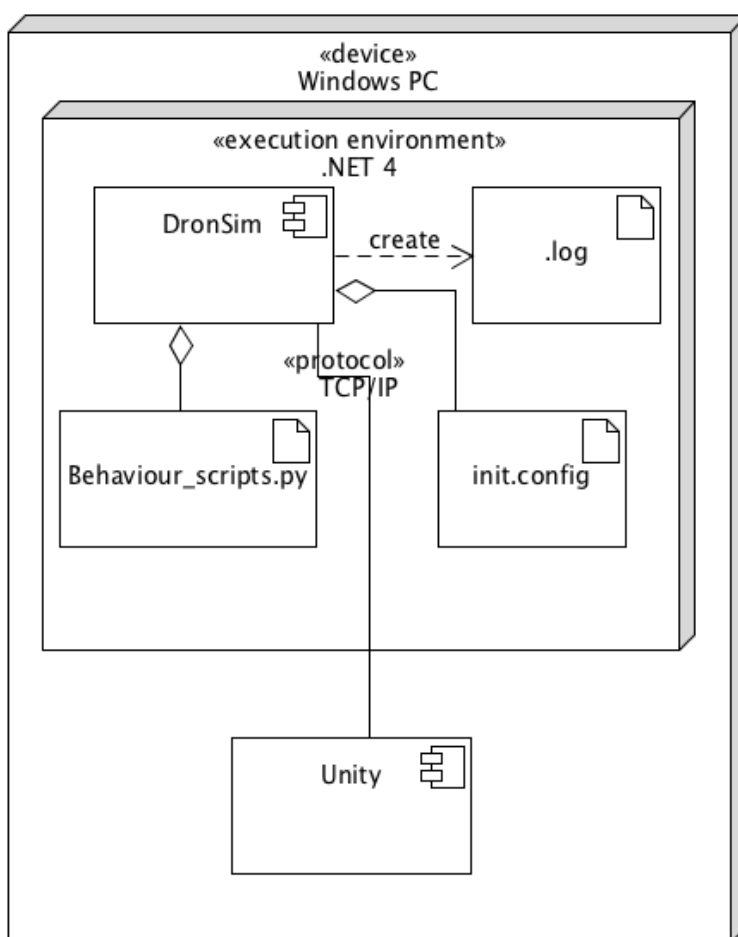 «device»
Windows PC
«execution environment»
.NET 4
DronSim
create
.log
«protocol»
TCP/IP
Behaviour_scripts.py
init.config
Unity